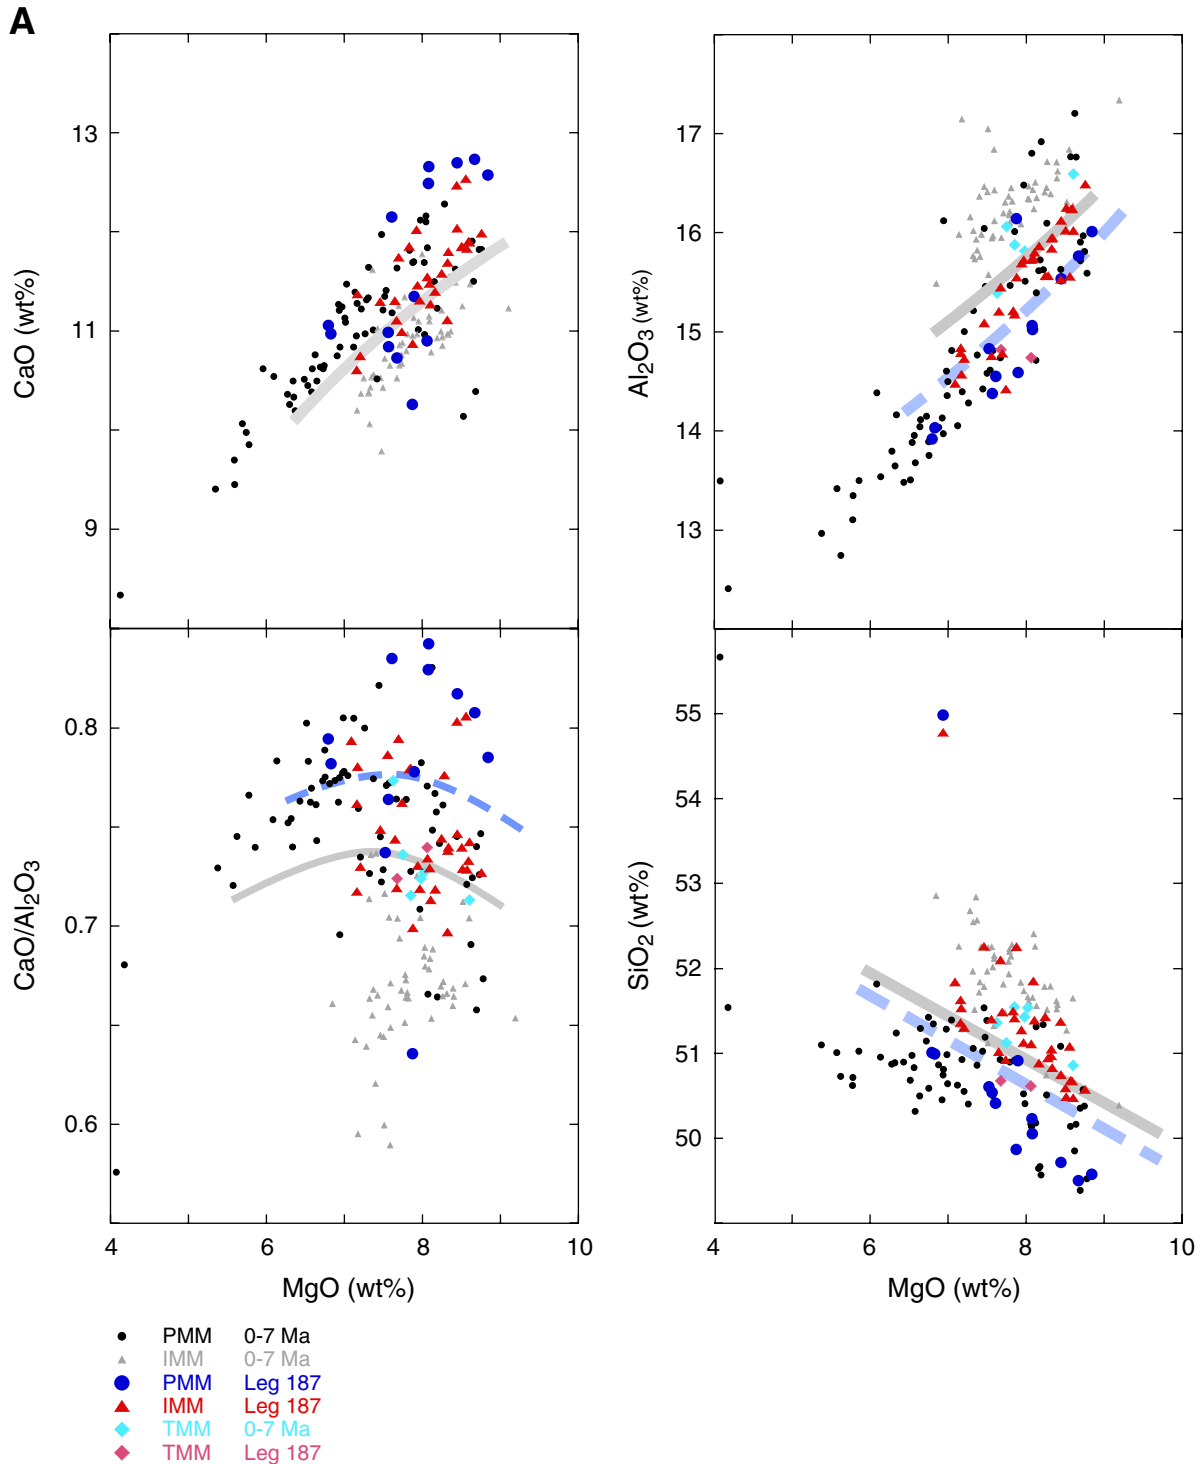 A
13
11
9
CaO (wt%)
17
16
15
14
13
Al2O3 (wt%)
0.8
0.7
0.6
CaO/Al2O3
6
8
10
MgO (wt%)
55
54
53
52
51
50
SiO2 (wt%)
4
6
8
10
MgO (wt%)
PMM 0-7 Ma
IMM 0-7 Ma
PMM Leg 187
IMM Leg 187
TMM 0-7 Ma
TMM Leg 187